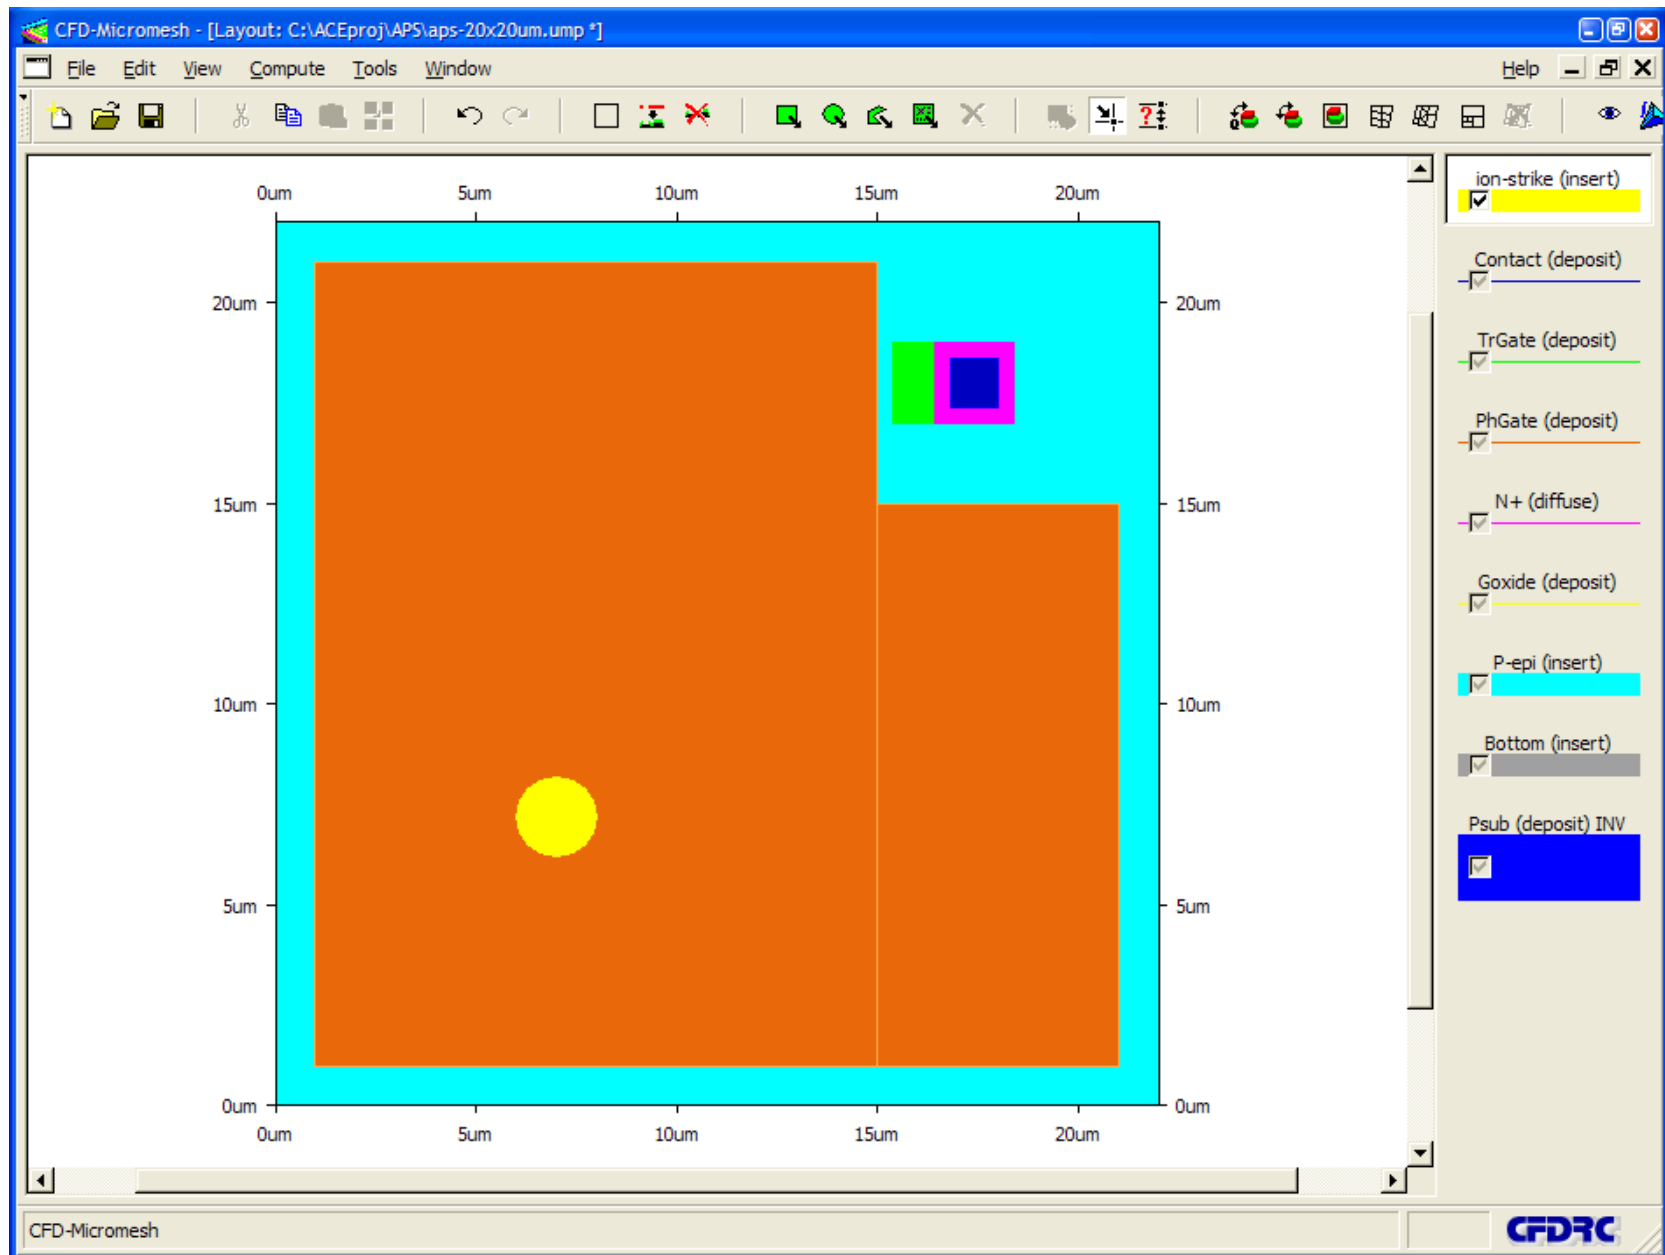 CFD-Micromesh - [Layout: C:\ACEproj\APS\aps-20x20um.ump *]
File Edit View Compute Tools Window Help
0um 5um 10um 15um 20um
ion-strike (insert)
Contact (deposit)
20um 20um
TrGate (deposit)
PhGate (deposit)
15um 15um
N+ (diffuse)
Goxide (deposit)
P-epi (insert)
10um 10um
Bottom (insert)
Psub (deposit) INV
5um 5um
0um 0um
0um 5um 10um 15um 20um
CFD-Micromesh
CFDRC